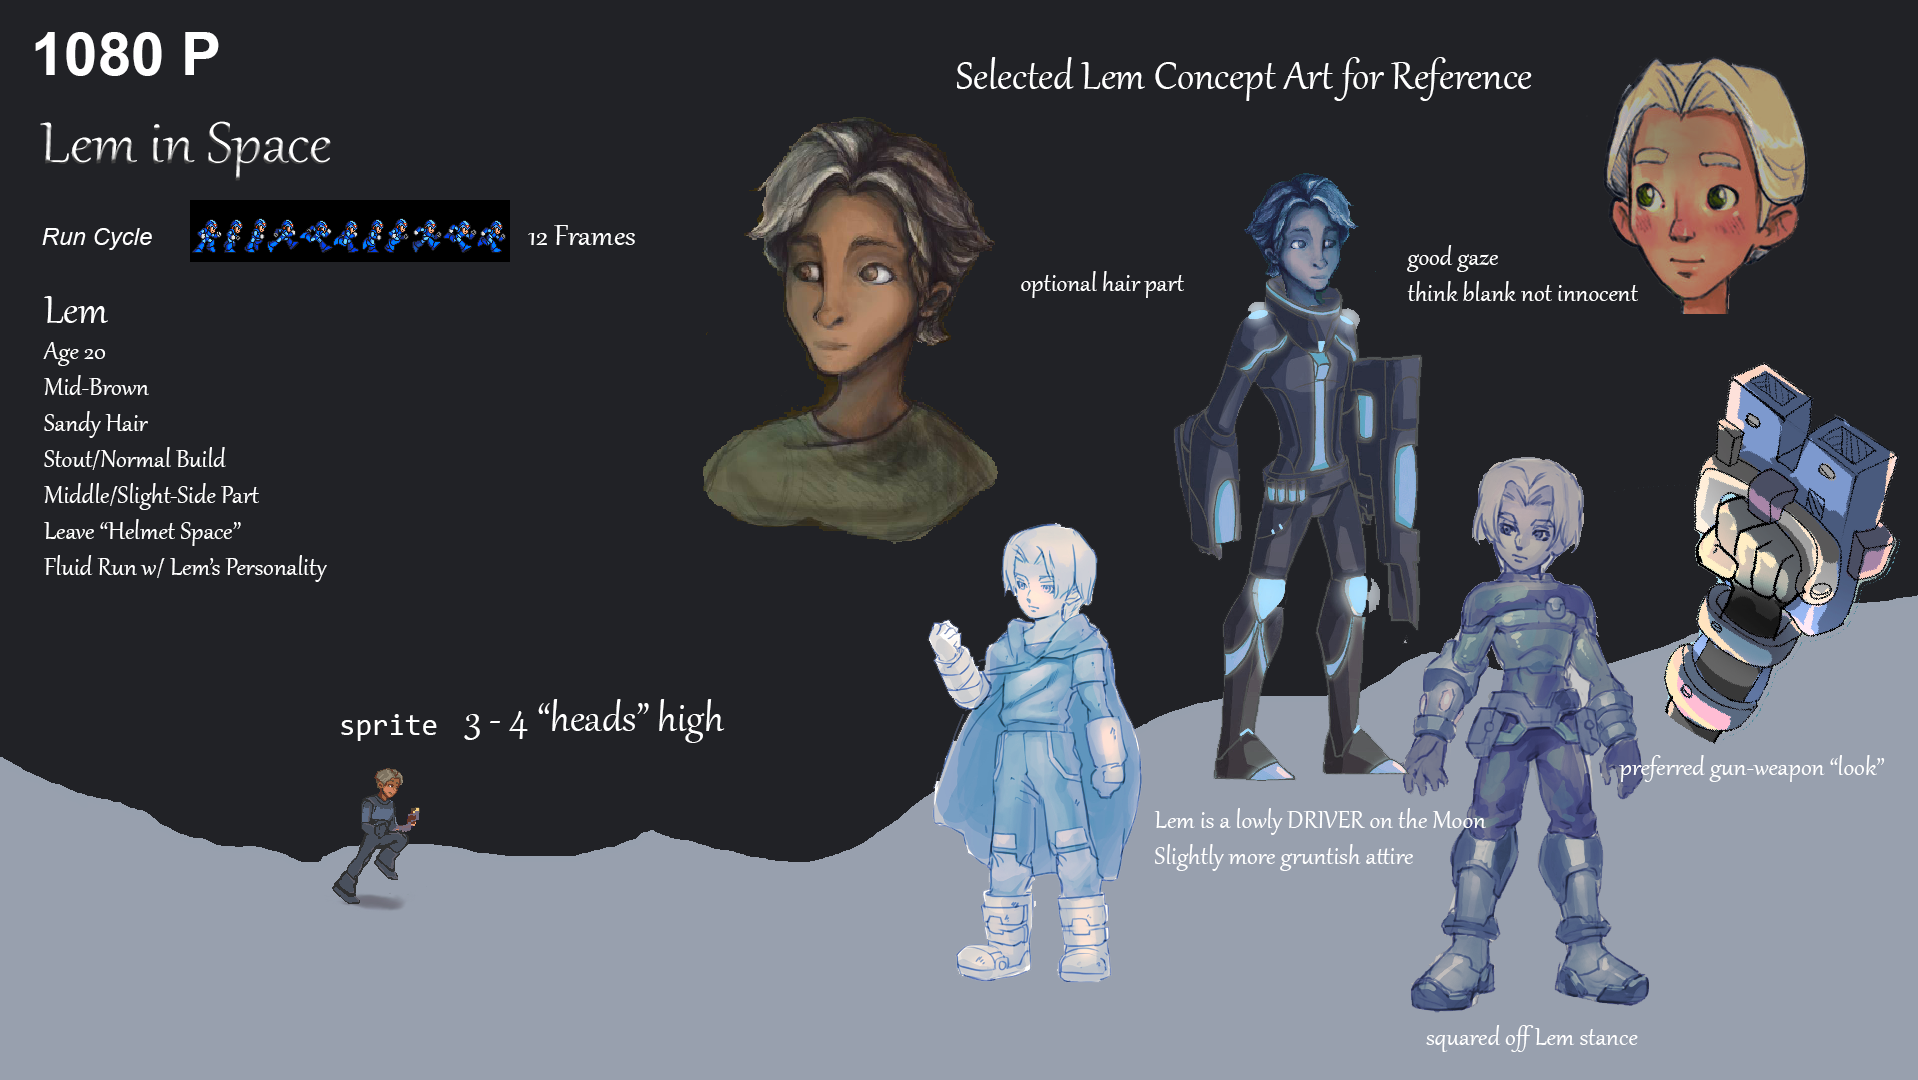 1080 P
Lem in Space
Run Cycle
12 Frames
Lem
Age 20
Mid-Brown
Sandy Hair
Stout/Normal Build
Middle/Slight-Side Part
Leave “Helmet Space”
Fluid Run w/ Lem’s Personality
sprite
3 - 4 “heads” high
Selected Lem Concept Art for Reference
optional hair part
good gaze
think blank not innocent
preferred gun-weapon “look”
Lem is a lowly DRIVER on the Moon
Slightly more gruntish attire
squared off Lem stance